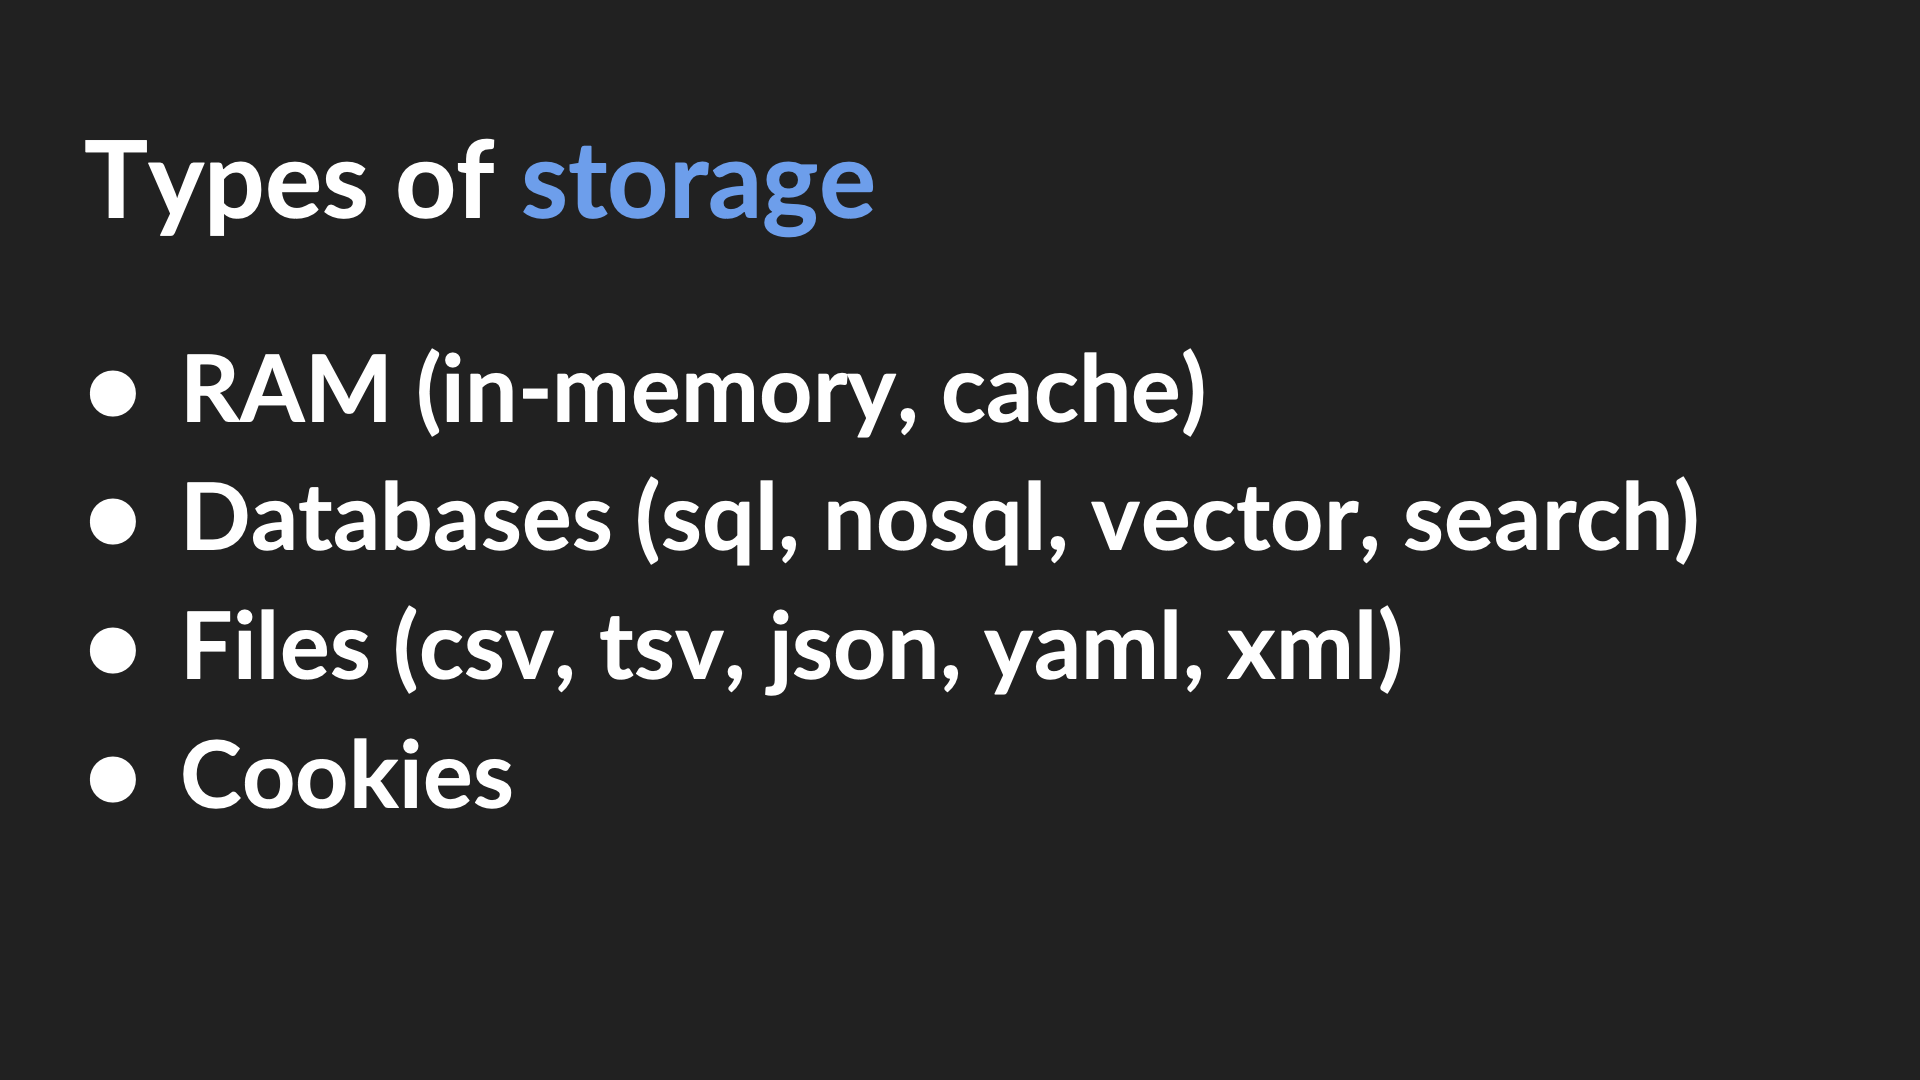 Types of storage
● RAM (in-memory, cache)
● Databases (sql, nosql, vector, search)
● Files (csv, tsv, json, yaml, xml)
● Cookies